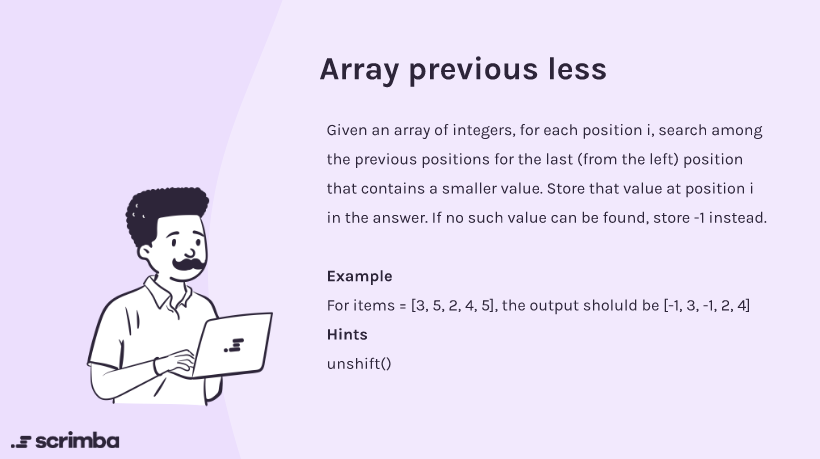 Array previous less
Given an array of integers, for each position i, search among
the previous positions for the last (from the left) position
that contains a smaller value. Store that value at position i
in the answer. If no such value can be found, store -1 instead.
Example
For items = [3, 5, 2, 4, 5], the output sholuld be [-1, 3, -1, 2, 4]
Hints
unshift()
scrimba